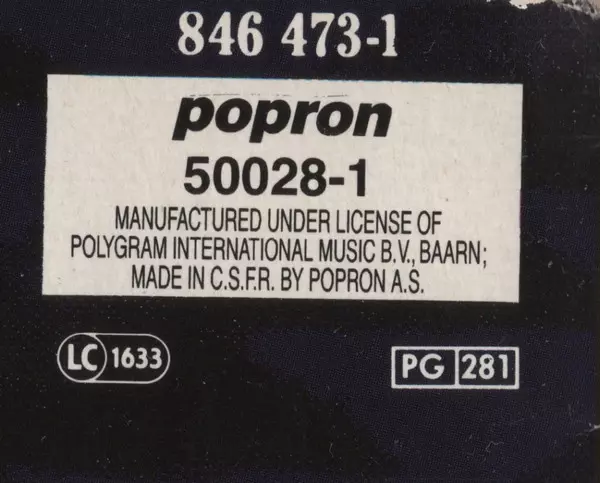 846 473-1
popron
50028-1
MANUFACTURED UNDER LICENSE OF
POLYGRAM INTERNATIONAL MUSIC B.V., BAARN;
MADE IN C.S.F.R. BY POPRON A.S.
LC 1633 PG 281